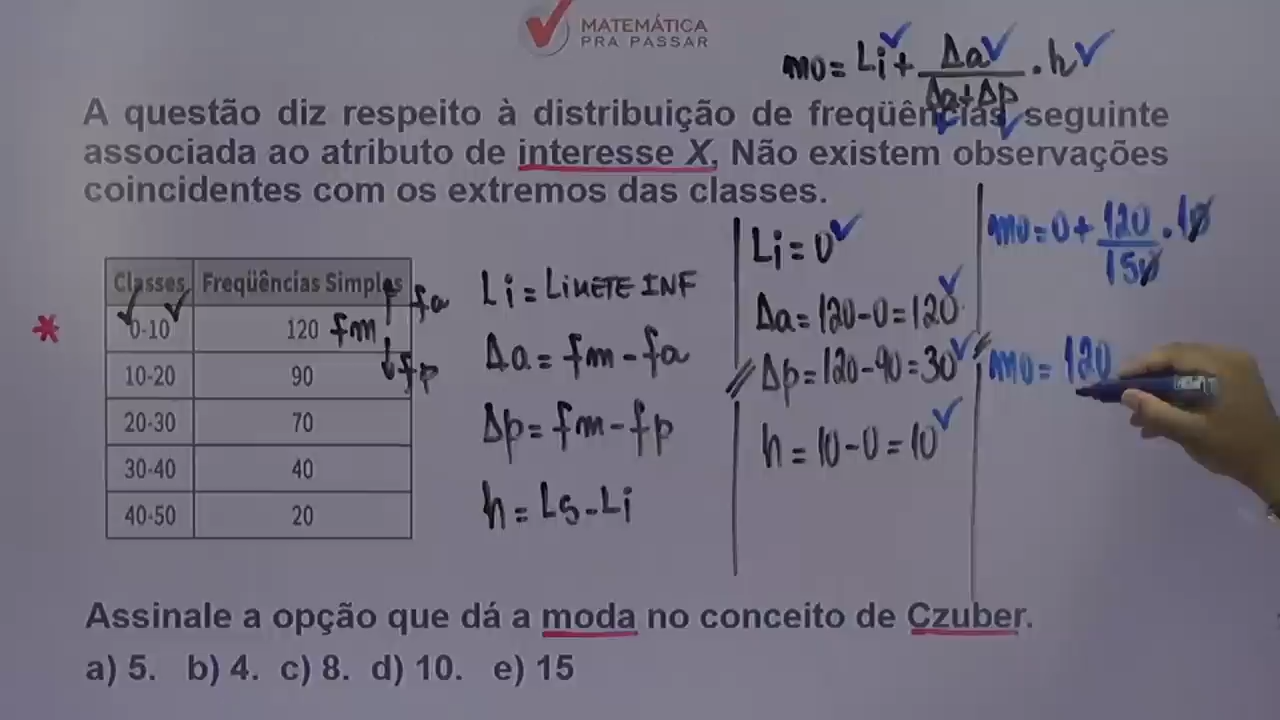 MATEMÁTICA
PRA PASSAR
mo = Li + Δa / Δa + Δp . h
A questão diz respeito à distribuição de freqüências seguinte
associada ao atributo de interesse X. Não existem observações
coincidentes com os extremos das classes.
Classes Freqüências Simples
0-10 120
10-20 90
20-30 70
30-40 40
40-50 20
fm
fa
fp
Li = LIMETE INF
Δa = fm - fa
Δp = fm - fp
h = LS - Li
Li = 0
Δa = 120 - 0 = 120
Δp = 120 - 90 = 30
h = 10 - 0 = 10
mo = 0 + 120 / 150 . 10
mo = 120
Assinale a opção que dá a moda no conceito de Czuber.
a) 5. b) 4. c) 8. d) 10. e) 15